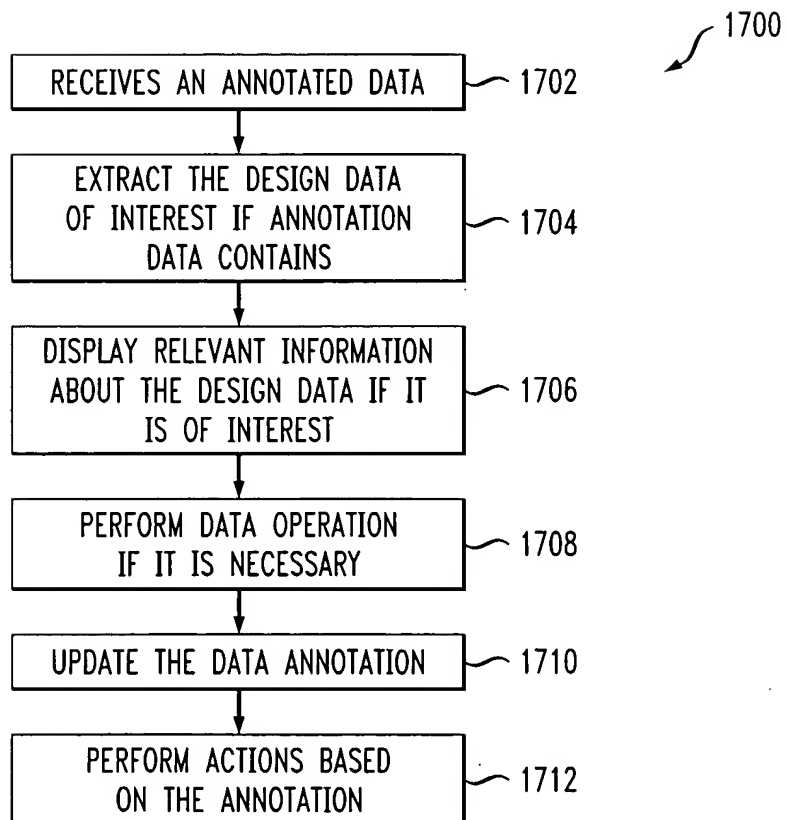 1700
RECEIVES AN ANNOTATED DATA
1702
EXTRACT THE DESIGN DATA
OF INTEREST IF ANNOTATION
DATA CONTAINS
1704
DISPLAY RELEVANT INFORMATION
ABOUT THE DESIGN DATA IF IT
IS OF INTEREST
1706
PERFORM DATA OPERATION
IF IT IS NECESSARY
1708
UPDATE THE DATA ANNOTATION
1710
PERFORM ACTIONS BASED
ON THE ANNOTATION
1712